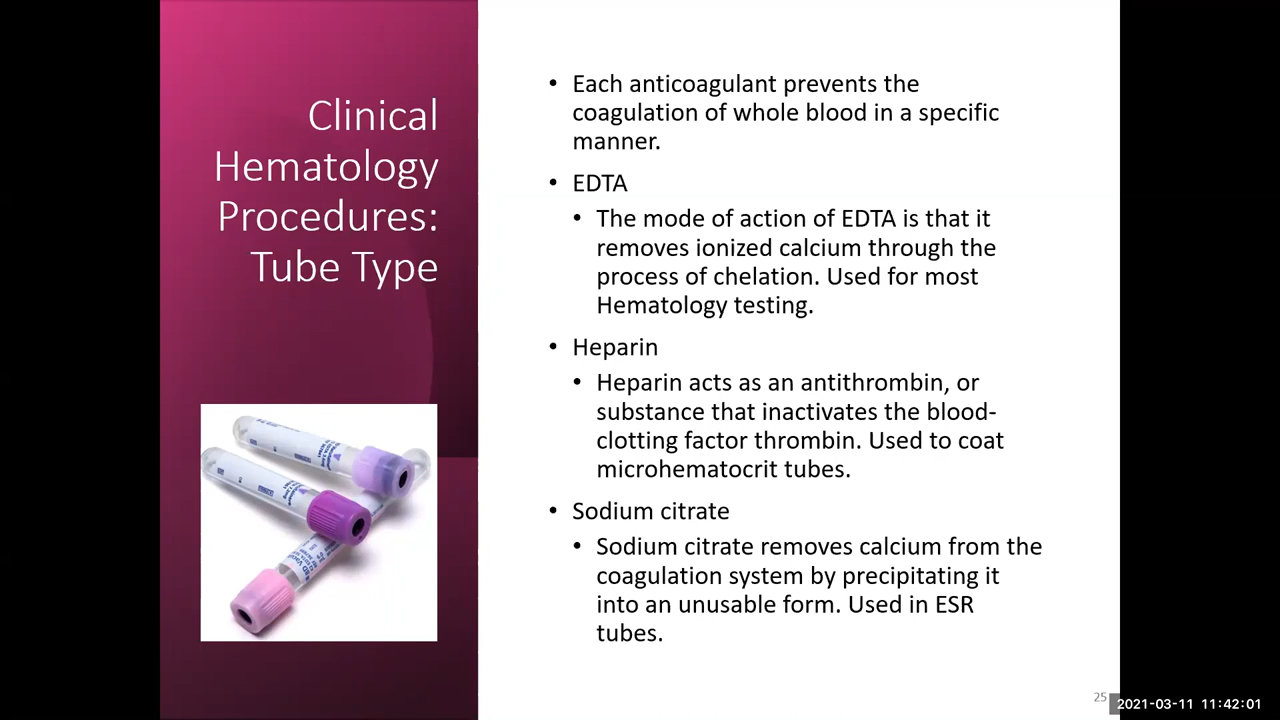 Clinical
Hematology
Procedures:
Tube Type
• Each anticoagulant prevents the
coagulation of whole blood in a specific
manner.
• EDTA
• The mode of action of EDTA is that it
removes ionized calcium through the
process of chelation. Used for most
Hematology testing.
• Heparin
• Heparin acts as an antithrombin, or
substance that inactivates the blood-
clotting factor thrombin. Used to coat
microhematocrit tubes.
• Sodium citrate
• Sodium citrate removes calcium from the
coagulation system by precipitating it
into an unusable form. Used in ESR
tubes.
25
2021-03-11 11:42:01